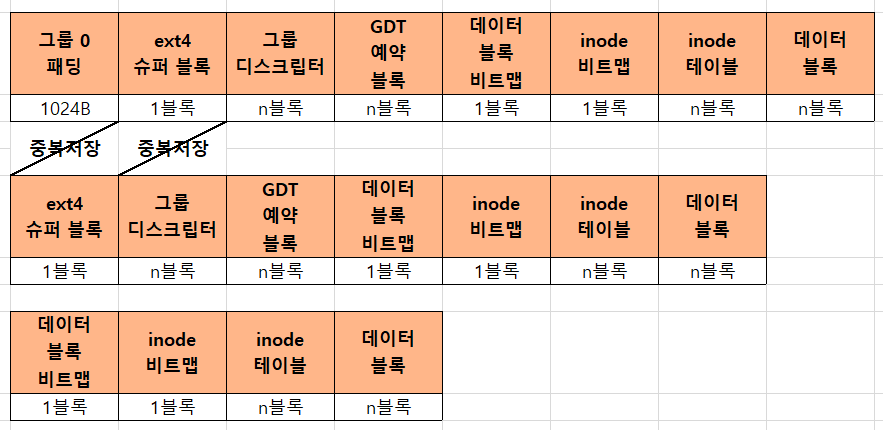 그룹 0 패딩
ext4 슈퍼 블록
그룹 디스크립터
GDT 예약 블록
데이터 블록 비트맵
inode 비트맵
inode 테이블
데이터 블록
1024B
1블록
n블록
n블록
1블록
1블록
n블록
n블록
중복저장
중복저장
ext4 슈퍼 블록
그룹 디스크립터
GDT 예약 블록
데이터 블록 비트맵
inode 비트맵
inode 테이블
데이터 블록
1블록
n블록
n블록
1블록
1블록
n블록
n블록
데이터 블록 비트맵
inode 비트맵
inode 테이블
데이터 블록
1블록
1블록
n블록
n블록